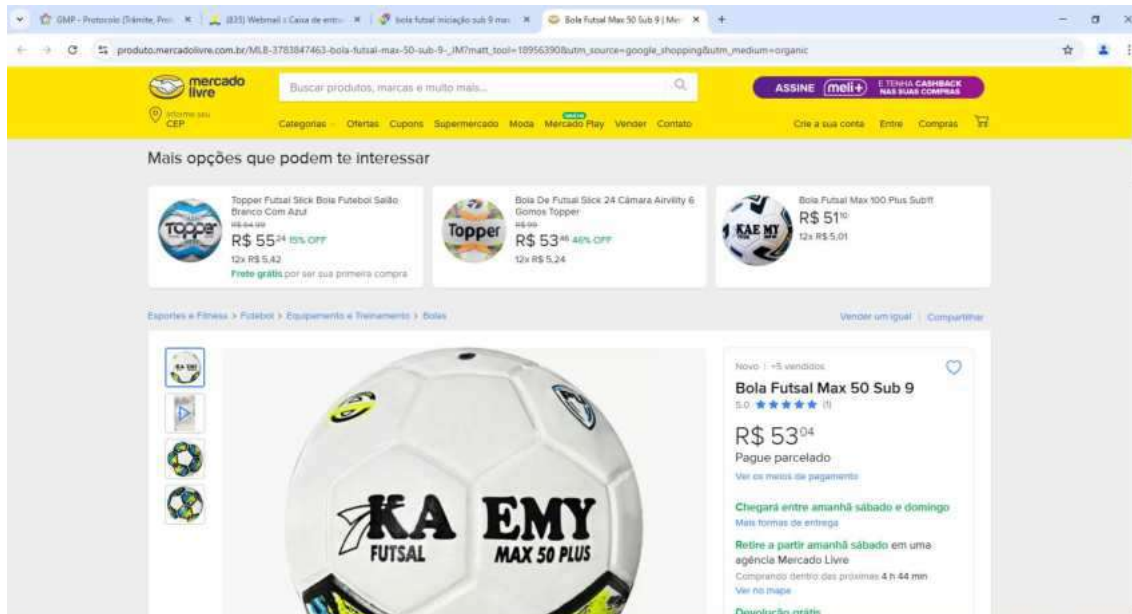 GMP - Protocolo (Trâmite, Pro
(835) Webmail :: Caixa de entr
bola futsal iniciação sub 9 max
Bola Futsal Max 50 Sub 9 | Mer
produto.mercadolivre.com.br/MLB-3783847463-bola-futsal-max-50-sub-9-_JM?matt_tool=18956390&utm_source=google_shopping&utm_medium=organic
mercado
livre
Buscar produtos, marcas e muito mais...
ASSINE meli+ E TENHA CASHBACK
NAS SUAS COMPRAS
Informe seu
CEP
Categorias Ofertas Cupons Supermercado Moda Mercado Play Vender Contato
Crie a sua conta Entre Compras
Mais opções que podem te interessar
Topper Futsal Slick Bola Futebol Salão
Branco Com Azul
R$ 55 24 15% OFF
12x R$ 5,42
Frete grátis por ser sua primeira compra
Topper
Bola De Futsal Slick 24 Câmara Airvility 6
Gomos Topper
R$ 99
R$ 53 46 46% OFF
12x R$ 5,24
Topper
Bola Futsal Max 100 Plus Sub11
R$ 51 10
12x R$ 5,01
KAE MY
Esportes e Fitness > Futebol > Equipamento e Treinamento > Bolas
Vender um igual | Compartilhar
KA EMY
FUTSAL MAX 50 PLUS
Novo | +5 vendidos
Bola Futsal Max 50 Sub 9
5.0 ★★★★★ (1)
R$ 53 04
Pague parcelado
Ver os meios de pagamento
Chegará entre amanhã sábado e domingo
Mais formas de entrega
Retire a partir amanhã sábado em uma
agência Mercado Livre
Comprando dentro das próximas 4 h 44 min
Ver no mapa
Devolução grátis